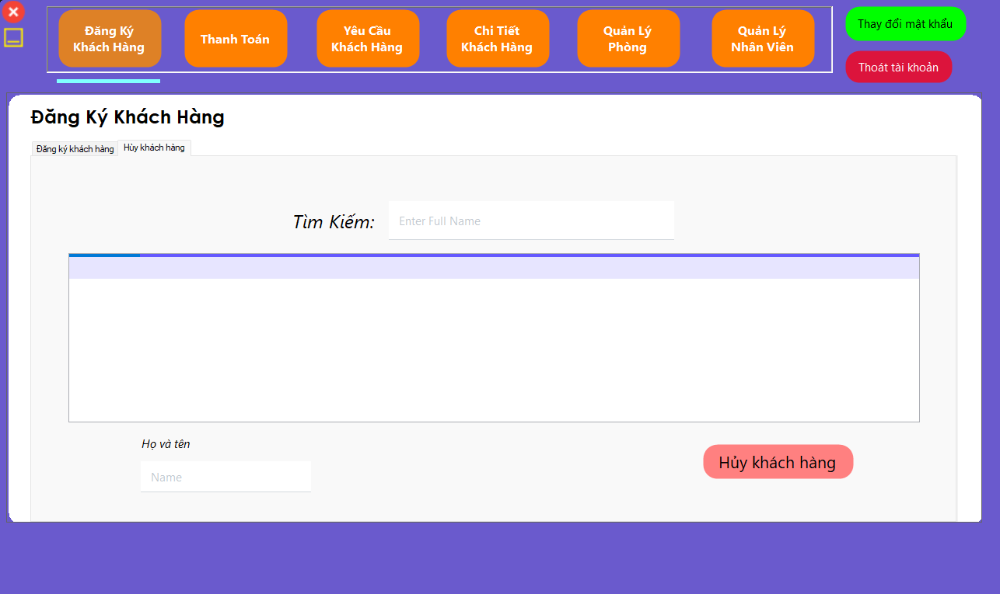 Đăng Ký
Khách Hàng
Thanh Toán
Yêu Cầu
Khách Hàng
Chi Tiết
Khách Hàng
Quản Lý
Phòng
Quản Lý
Nhân Viên
Thay đổi mật khẩu
Thoát tài khoản
Đăng Ký Khách Hàng
Đăng ký khách hàng
Hủy khách hàng
Tìm Kiếm:
Enter Full Name
Họ và tên
Name
Hủy khách hàng